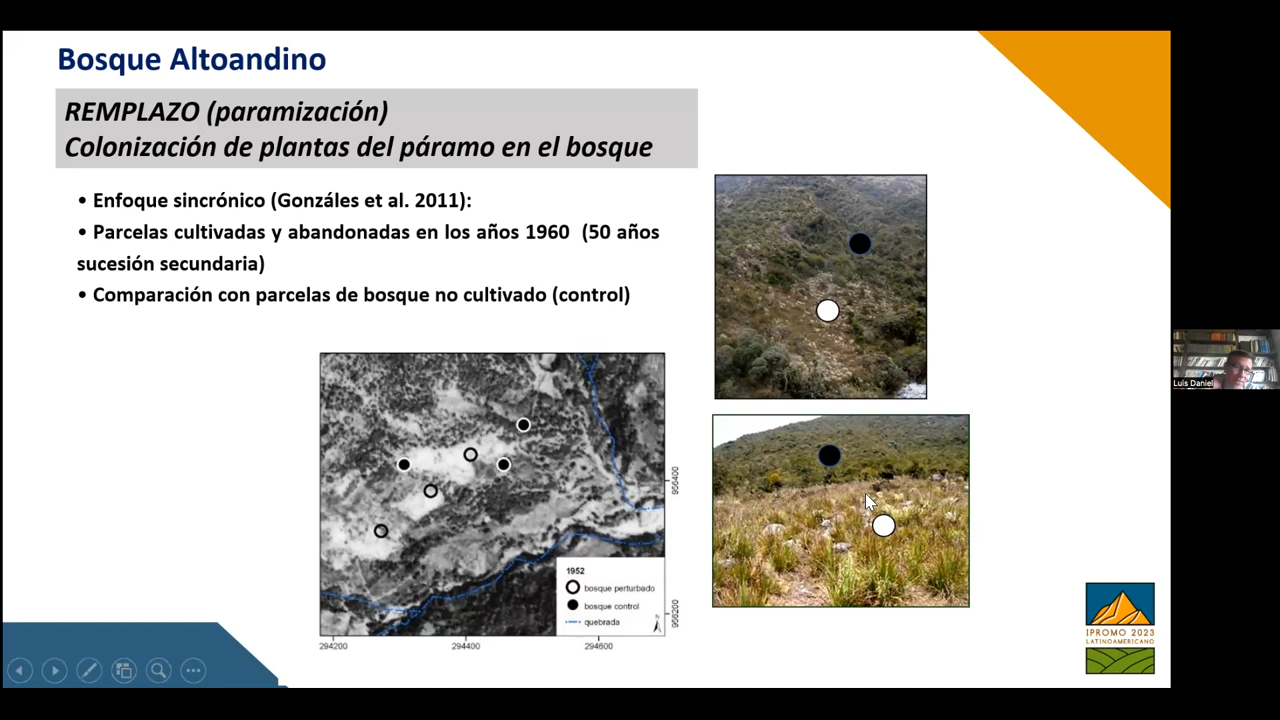 Bosque Altoandino
REMPLAZO (paramización)
Colonización de plantas del páramo en el bosque
• Enfoque sincrónico (Gonzáles et al. 2011):
• Parcelas cultivadas y abandonadas en los años 1960 (50 años
sucesión secundaria)
• Comparación con parcelas de bosque no cultivado (control)
1952
bosque perturbado
bosque control
quebrada
N
956400
956200
294200
294400
294600
Luis Daniel
IPROMO 2023
LATINOAMERICANO